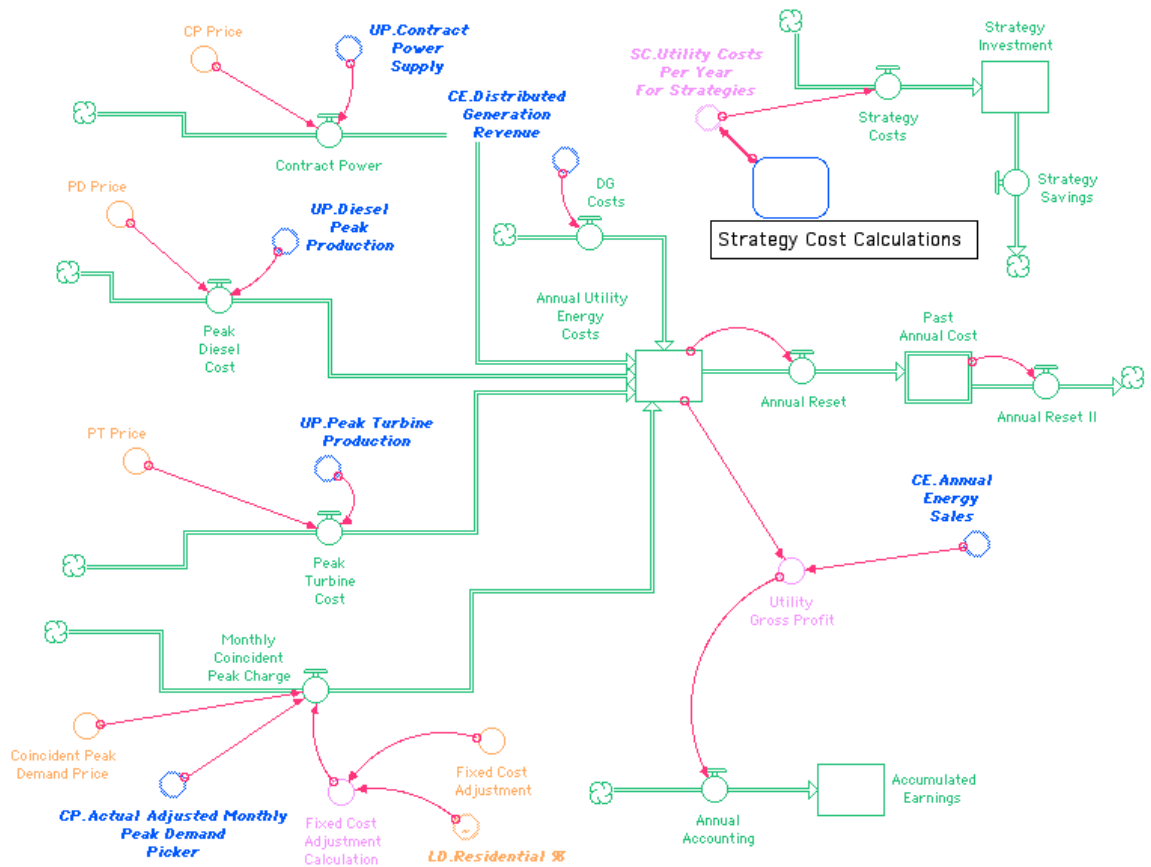 CP Price
UP.Contract
Power
Supply
Contract Power
CE.Distributed
Generation
Revenue
SC.Utility Costs
Per Year
For Strategies
Strategy
Investment
Strategy
Costs
Strategy
Savings
Strategy Cost Calculations
PD Price
UP.Diesel
Peak
Production
Peak
Diesel
Cost
DG
Costs
Annual Utility
Energy
Costs
Past
Annual Cost
Annual Reset
Annual Reset II
PT Price
UP.Peak Turbine
Production
Peak
Turbine
Cost
CE.Annual
Energy
Sales
Utility
Gross Profit
Monthly
Coincident
Peak Charge
Coincident Peak
Demand Price
CP.Actual Adjusted Monthly
Peak Demand
Picker
Fixed Cost
Adjustment
Calculation
Fixed Cost
Adjustment
LD.Residential %
~
Annual
Accounting
Accumulated
Earnings